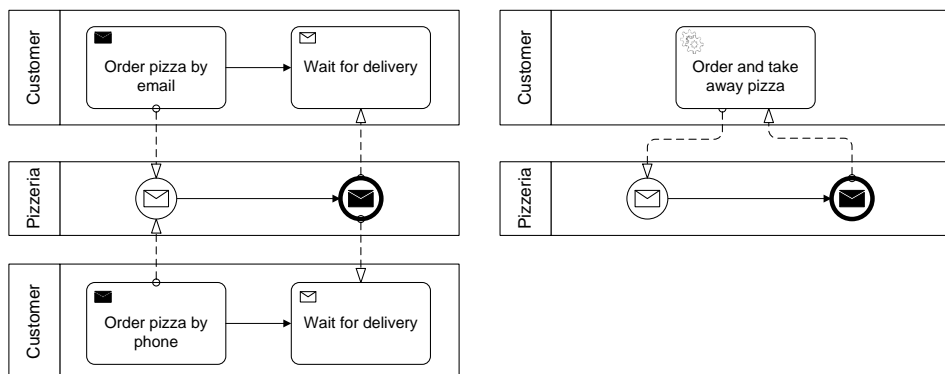 Customer
Order pizza by
email
Wait for delivery
Pizzeria
Customer
Order pizza by
phone
Wait for delivery
Customer
Order and take
away pizza
Pizzeria